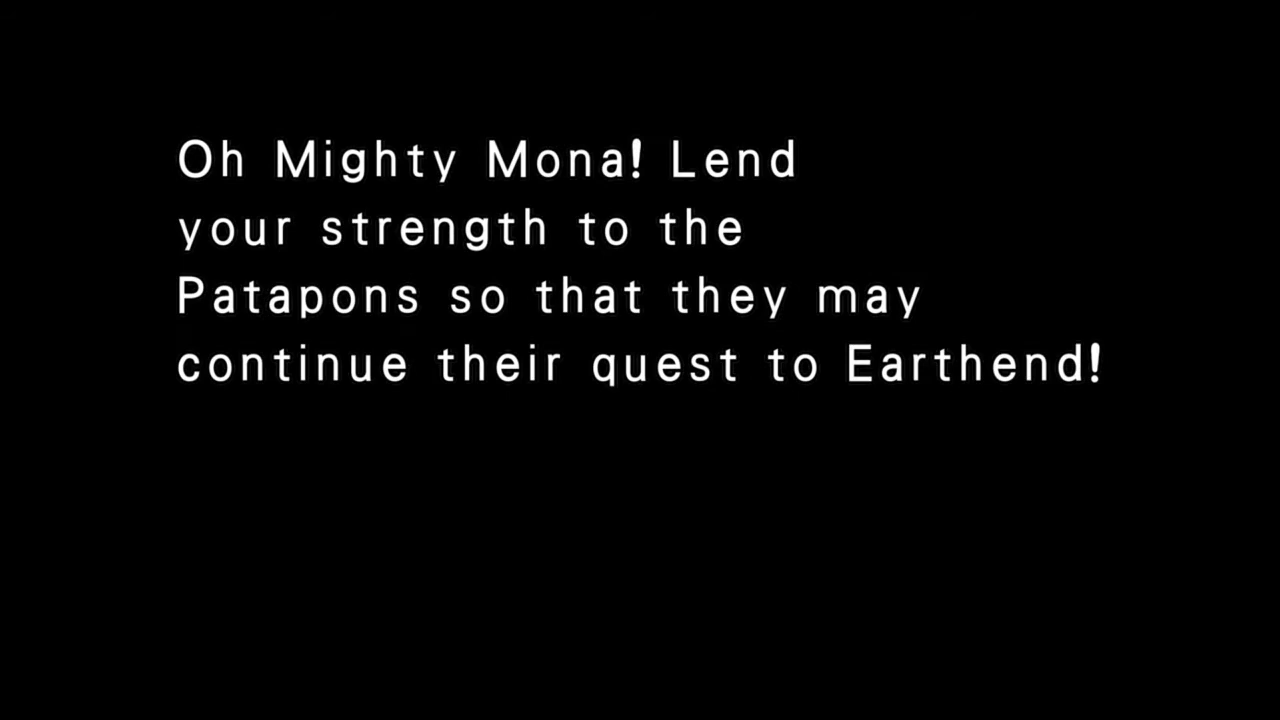 Oh Mighty Mona! Lend
your strength to the
Patapons so that they may
continue their quest to Earthend!